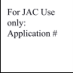 For JAC Use
only:
Application #